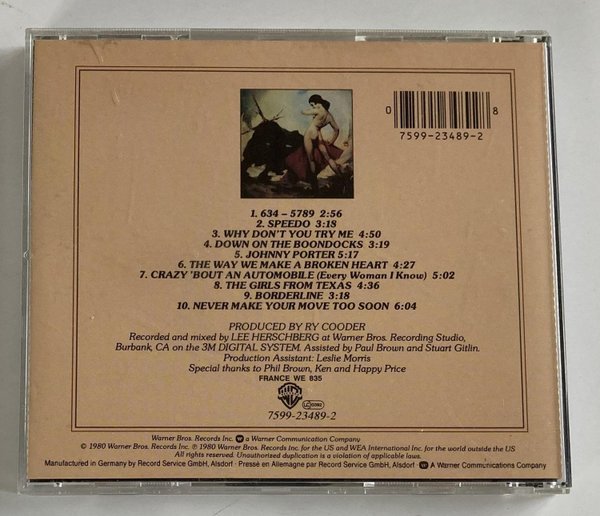 0
8
7599-23489-2
1. 634 – 5789 2:56
2. SPEEDO 3:18
3. WHY DON'T YOU TRY ME 4:50
4. DOWN ON THE BOONDOCKS 3:19
5. JOHNNY PORTER 5:17
6. THE WAY WE MAKE A BROKEN HEART 4:27
7. CRAZY 'BOUT AN AUTOMOBILE (Every Woman I Know) 5:02
8. THE GIRLS FROM TEXAS 4:36
9. BORDERLINE 3:18
10. NEVER MAKE YOUR MOVE TOO SOON 6:04
PRODUCED BY RY COODER
Recorded and mixed by LEE HERSCHBERG at Warner Bros. Recording Studio,
Burbank, CA on the 3M DIGITAL SYSTEM. Assisted by Paul Brown and Stuart Gitlin.
Production Assistant: Leslie Morris
Special thanks to Phil Brown, Ken and Happy Price
FRANCE WE 835
7599-23489-2
Warner Bros. Records Inc. a Warner Communication Company
© 1980 Warner Bros. Records Inc. ℗ 1980 Warner Bros. Records Inc. for the US and WEA International Inc. for the world outside the US
All rights reserved. Unauthorized duplication is a violation of applicable laws.
Manufactured in Germany by Record Service GmbH, Alsdorf · Pressé en Allemagne par Record Service GmbH, Alsdorf · A Warner Communications Company